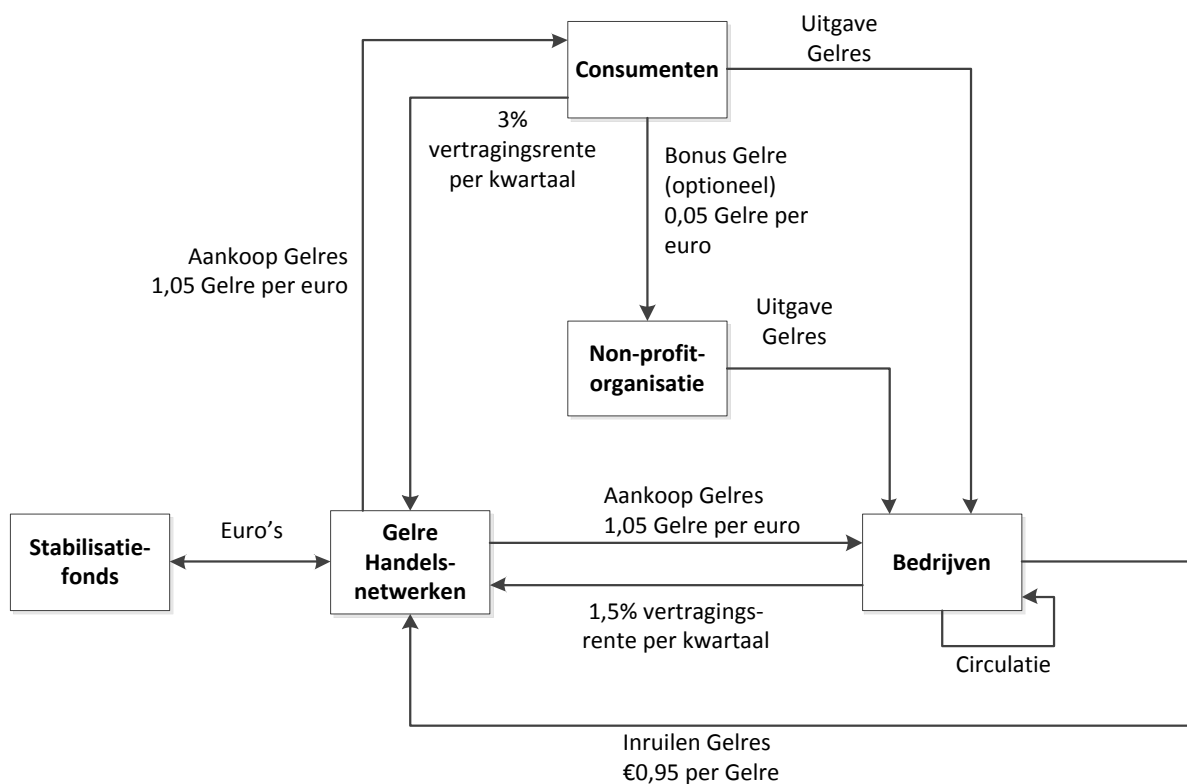 Uitgave
Gelres
Consumenten
3%
vertragingsrente
per kwartaal
Bonus Gelre
(optioneel)
0,05 Gelre per
euro
Aankoop Gelres
1,05 Gelre per euro
Uitgave
Gelres
Non-profit-
organisatie
Aankoop Gelres
1,05 Gelre per euro
Stabilisatie-
fonds
Euro’s
Gelre
Handels-
netwerken
Bedrijven
1,5% vertragings-
rente per kwartaal
Circulatie
Inruilen Gelres
€0,95 per Gelre